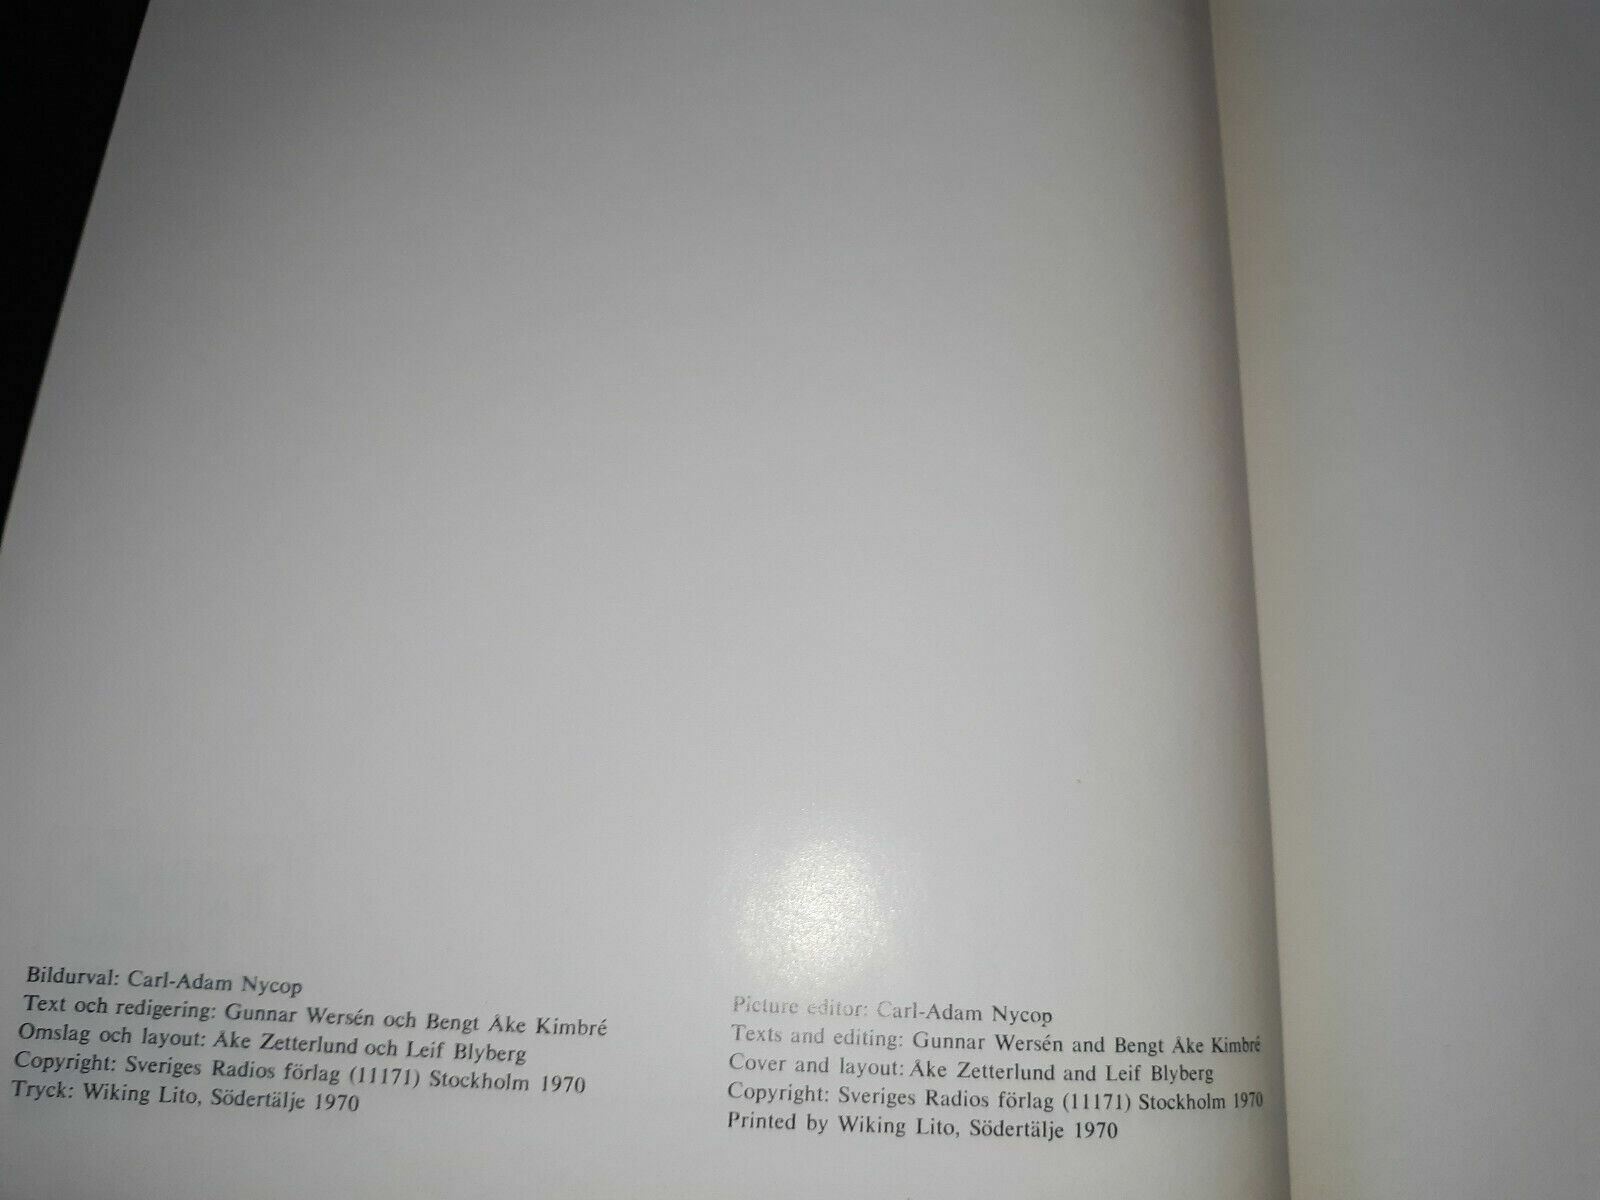 Bildurval: Carl-Adam Nycop
Text och redigering: Gunnar Wersén och Bengt Åke Kimbré
Omslag och layout: Åke Zetterlund och Leif Blyberg
Copyright: Sveriges Radios förlag (11171) Stockholm 1970
Tryck: Wiking Lito, Södertälje 1970
Picture editor: Carl-Adam Nycop
Texts and editing: Gunnar Wersén and Bengt Åke Kimbré
Cover and layout: Åke Zetterlund and Leif Blyberg
Copyright: Sveriges Radios förlag (11171) Stockholm 1970
Printed by Wiking Lito, Södertälje 1970